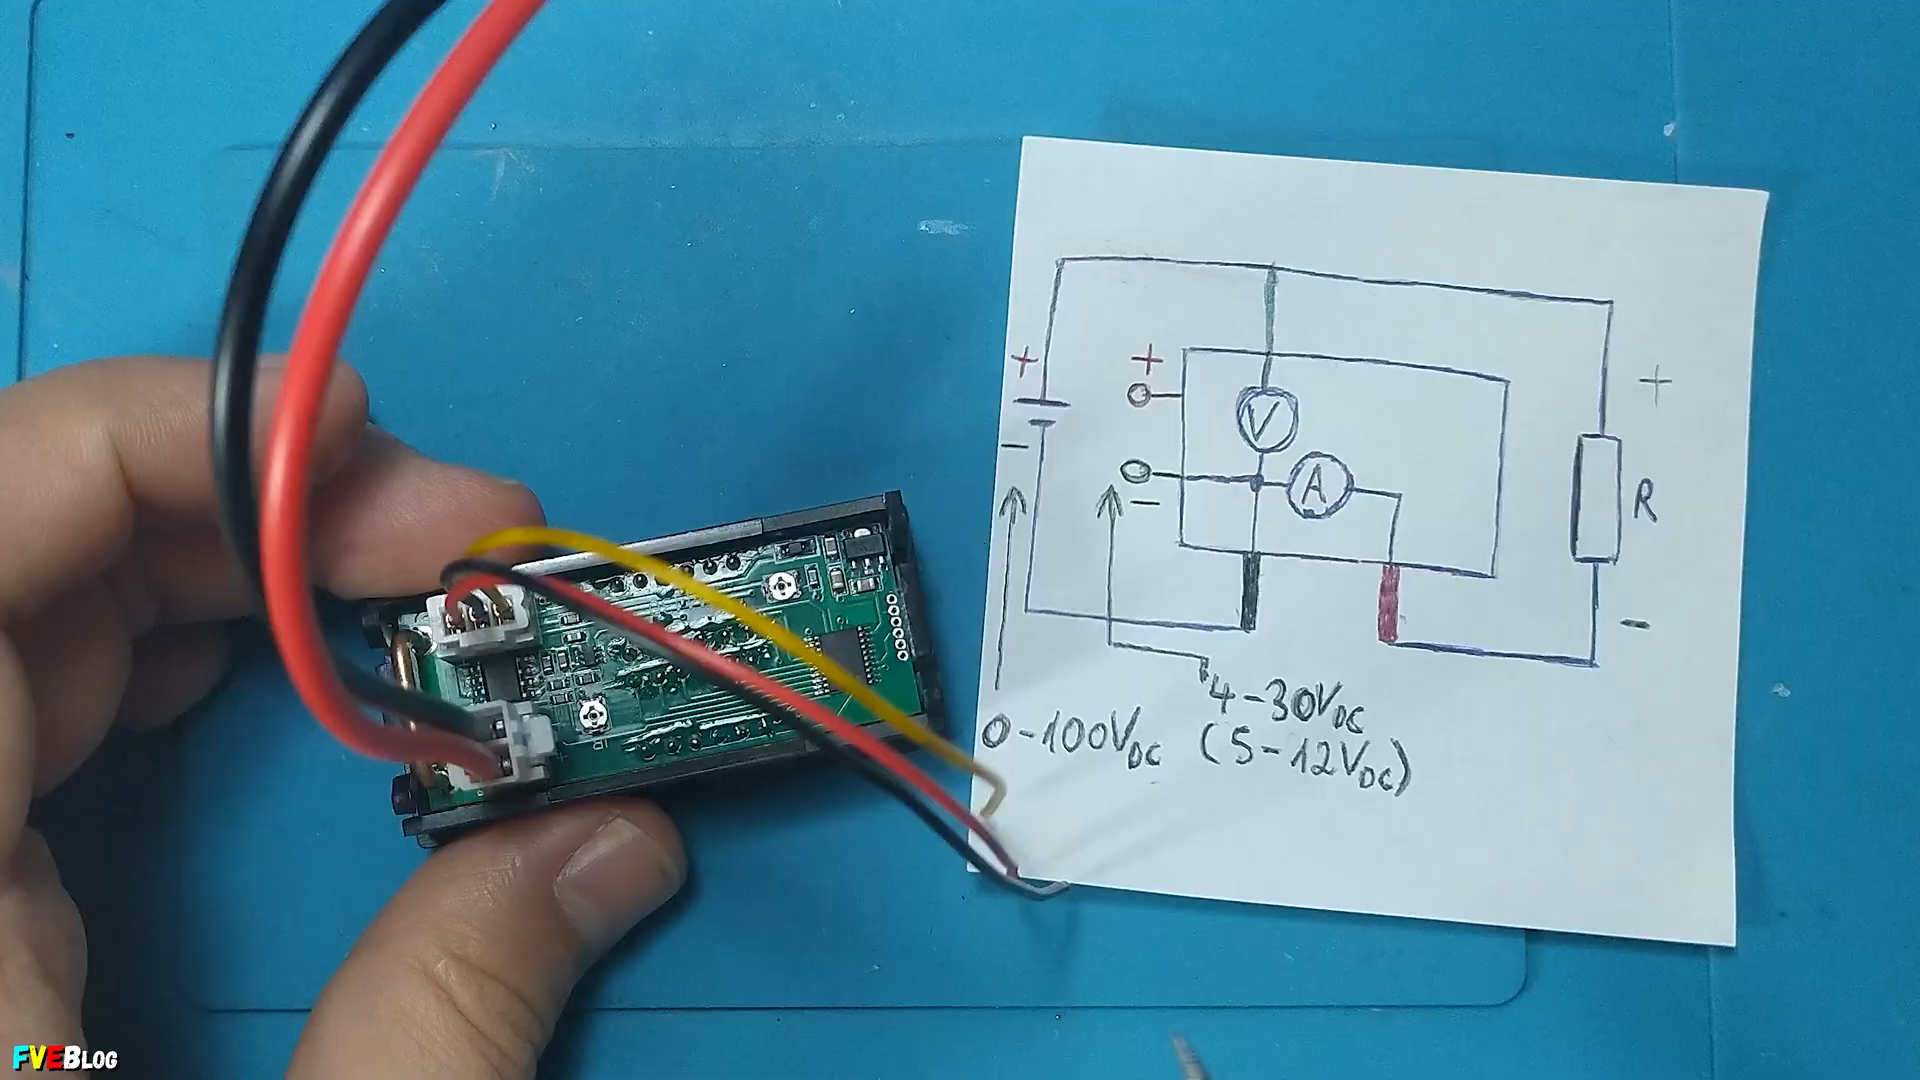 +
+
+
-
V
A
R
-
-
4-30VDC
0-100VDC (5-12VDC)
FVEBLOG